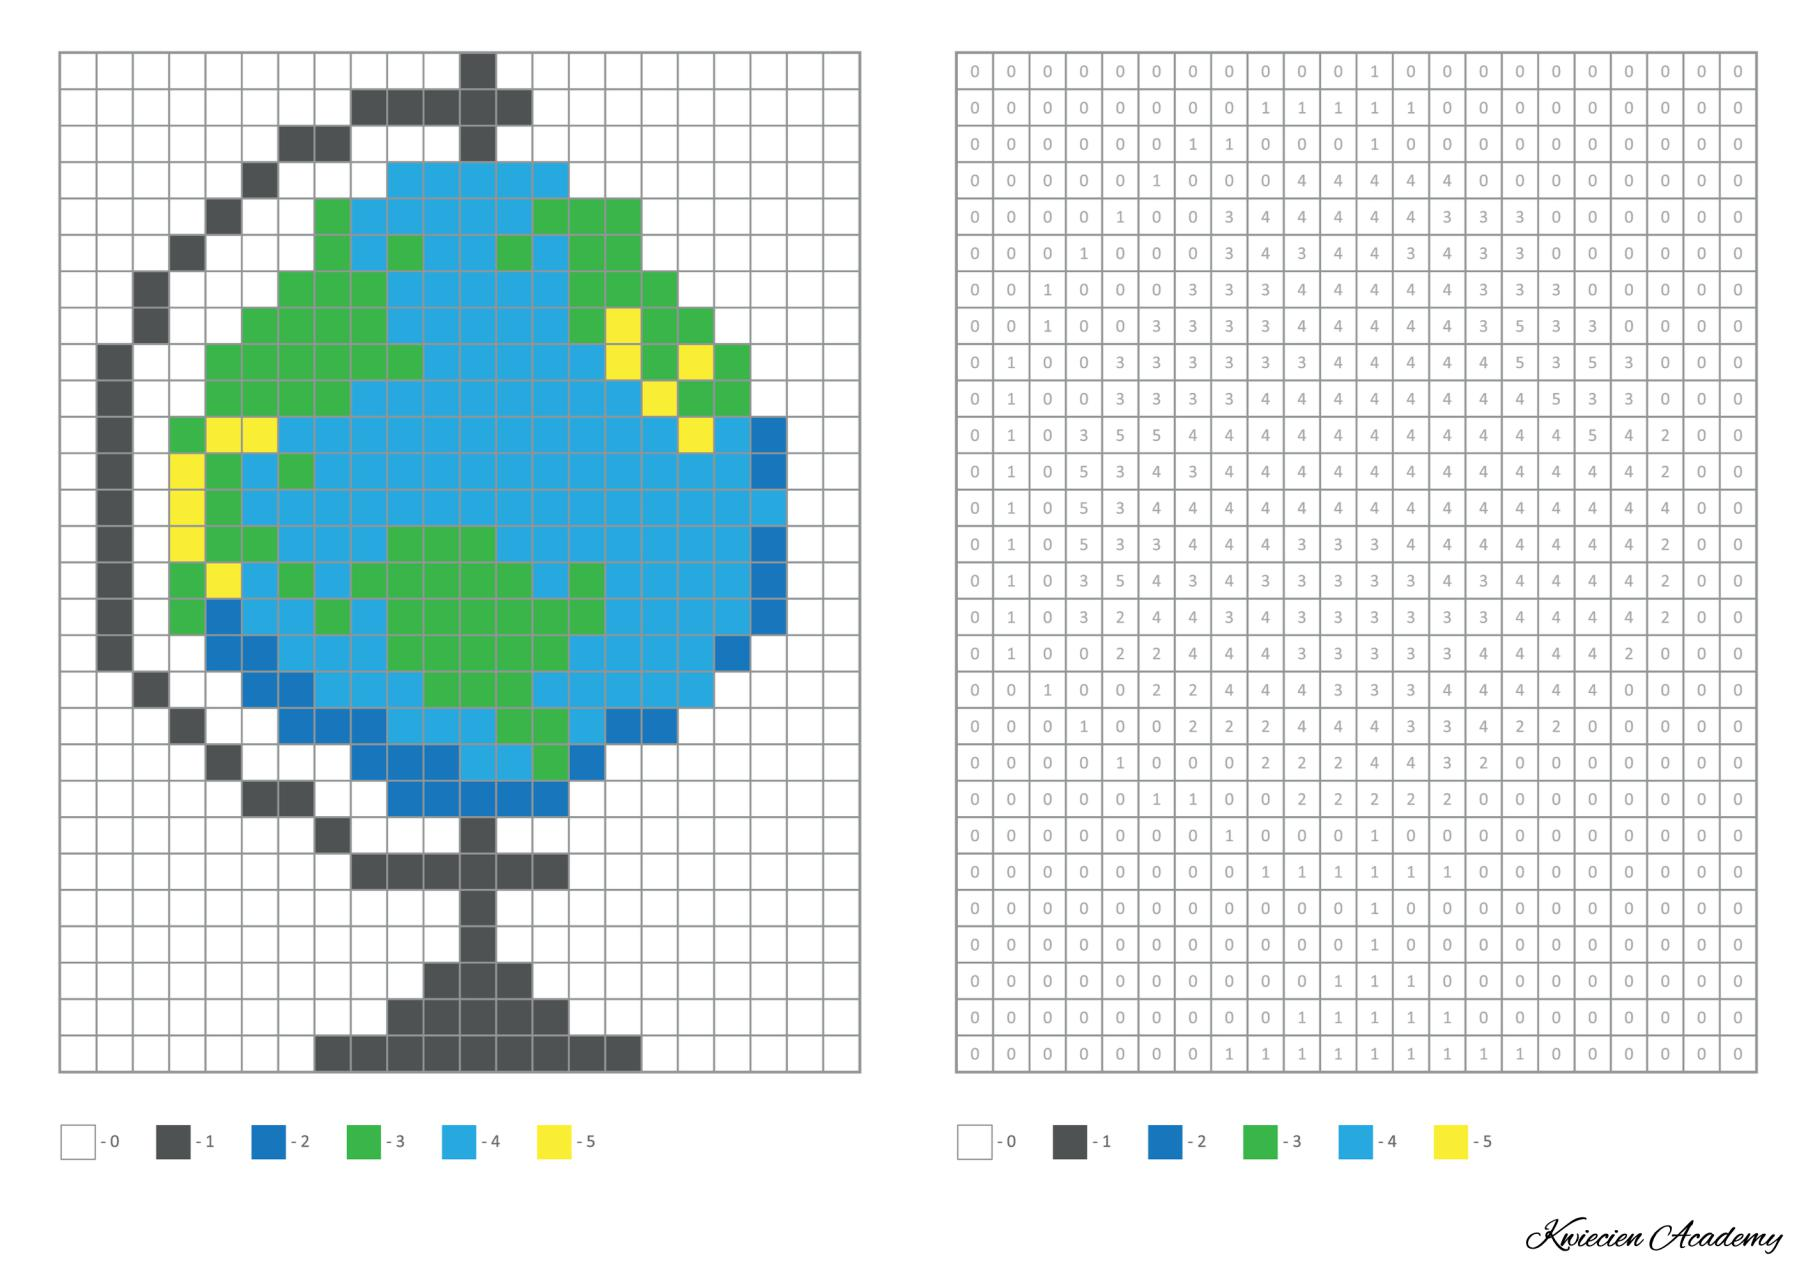 0 0 0 0 0 0 0 0 0 0 0 1 0 0 0 0 0 0 0 0 0 0
0 0 0 0 0 0 0 0 1 1 1 1 1 0 0 0 0 0 0 0 0 0
0 0 0 0 0 0 1 1 0 0 0 1 0 0 0 0 0 0 0 0 0 0
0 0 0 0 0 1 0 0 0 4 4 4 4 4 0 0 0 0 0 0 0 0
0 0 0 0 1 0 0 3 4 4 4 4 4 3 3 3 0 0 0 0 0 0
0 0 0 1 0 0 0 3 4 3 4 4 3 4 3 3 0 0 0 0 0 0
0 0 1 0 0 0 3 3 3 4 4 4 4 4 3 3 3 0 0 0 0 0
0 0 1 0 0 3 3 3 3 4 4 4 4 4 3 5 3 3 0 0 0 0
0 1 0 0 3 3 3 3 3 3 4 4 4 4 4 5 3 5 3 0 0 0
0 1 0 0 3 3 3 3 4 4 4 4 4 4 4 4 5 3 3 0 0 0
0 1 0 3 5 5 4 4 4 4 4 4 4 4 4 4 4 5 4 2 0 0
0 1 0 5 3 4 3 4 4 4 4 4 4 4 4 4 4 4 4 2 0 0
0 1 0 5 3 4 4 4 4 4 4 4 4 4 4 4 4 4 4 4 0 0
0 1 0 5 3 3 4 4 4 3 3 3 4 4 4 4 4 4 4 2 0 0
0 1 0 3 5 4 3 4 3 3 3 3 3 4 3 4 4 4 4 2 0 0
0 1 0 3 2 4 4 3 4 3 3 3 3 3 3 4 4 4 4 2 0 0
0 1 0 0 2 2 4 4 4 3 3 3 3 3 4 4 4 4 2 0 0 0
0 0 1 0 0 2 2 4 4 4 3 3 3 4 4 4 4 4 0 0 0 0
0 0 0 1 0 0 2 2 2 4 4 4 3 3 4 2 2 0 0 0 0 0
0 0 0 0 1 0 0 0 2 2 2 4 4 3 2 0 0 0 0 0 0 0
0 0 0 0 0 1 1 0 0 2 2 2 2 2 0 0 0 0 0 0 0 0
0 0 0 0 0 0 0 1 0 0 0 1 0 0 0 0 0 0 0 0 0 0
0 0 0 0 0 0 0 0 1 1 1 1 1 1 0 0 0 0 0 0 0 0
0 0 0 0 0 0 0 0 0 0 0 1 0 0 0 0 0 0 0 0 0 0
0 0 0 0 0 0 0 0 0 0 0 1 0 0 0 0 0 0 0 0 0 0
0 0 0 0 0 0 0 0 0 0 1 1 1 0 0 0 0 0 0 0 0 0
0 0 0 0 0 0 0 0 0 1 1 1 1 1 0 0 0 0 0 0 0 0
0 0 0 0 0 0 0 1 1 1 1 1 1 1 1 1 0 0 0 0 0 0
- 0 - 1 - 2 - 3 - 4 - 5
- 0 - 1 - 2 - 3 - 4 - 5
Kwiecien Academy